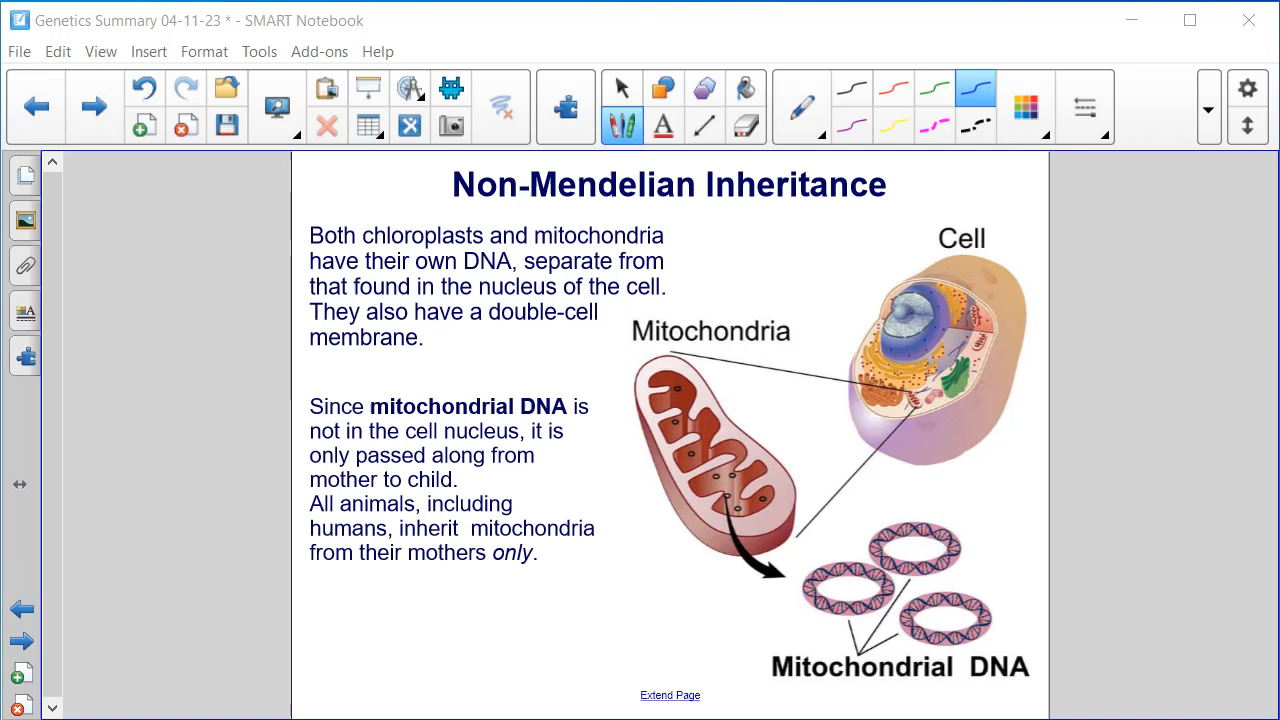 Genetics Summary 04-11-23 * - SMART Notebook
File Edit View Insert Format Tools Add-ons Help
Non-Mendelian Inheritance
Both chloroplasts and mitochondria
have their own DNA, separate from
that found in the nucleus of the cell.
They also have a double-cell
membrane.
Since mitochondrial DNA is
not in the cell nucleus, it is
only passed along from
mother to child.
All animals, including
humans, inherit mitochondria
from their mothers only.
Cell
Mitochondria
Mitochondrial DNA
Extend Page